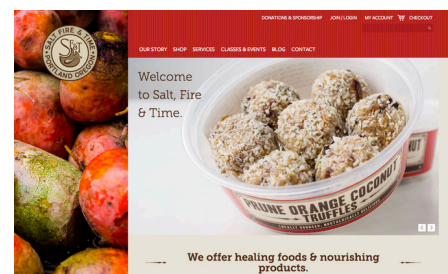 DONATIONS & SPONSORSHIP JOIN / LOGIN MY ACCOUNT CHECKOUT
SALT, FIRE & TIME
PORTLAND OREGON
OUR STORY SHOP SERVICES CLASSES & EVENTS BLOG CONTACT
Welcome
to Salt, Fire
& Time.
PRUNE ORANGE COCONUT
TRUFFLES
We offer healing foods & nourishing
products.